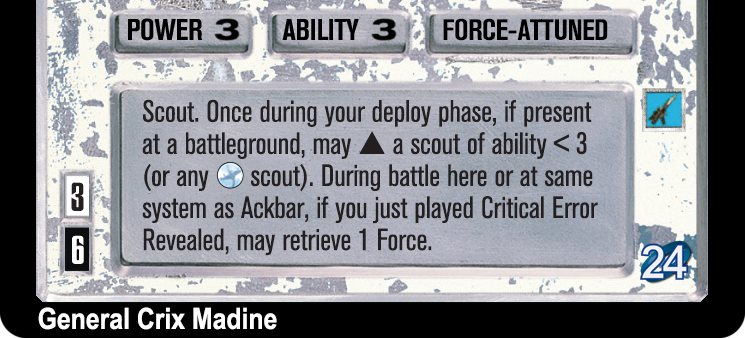 POWER 3 ABILITY 3 FORCE-ATTUNED
Scout. Once during your deploy phase, if present
at a battleground, may ▲ a scout of ability < 3
(or any scout). During battle here or at same
system as Ackbar, if you just played Critical Error
Revealed, may retrieve 1 Force.
3
6
24
General Crix Madine